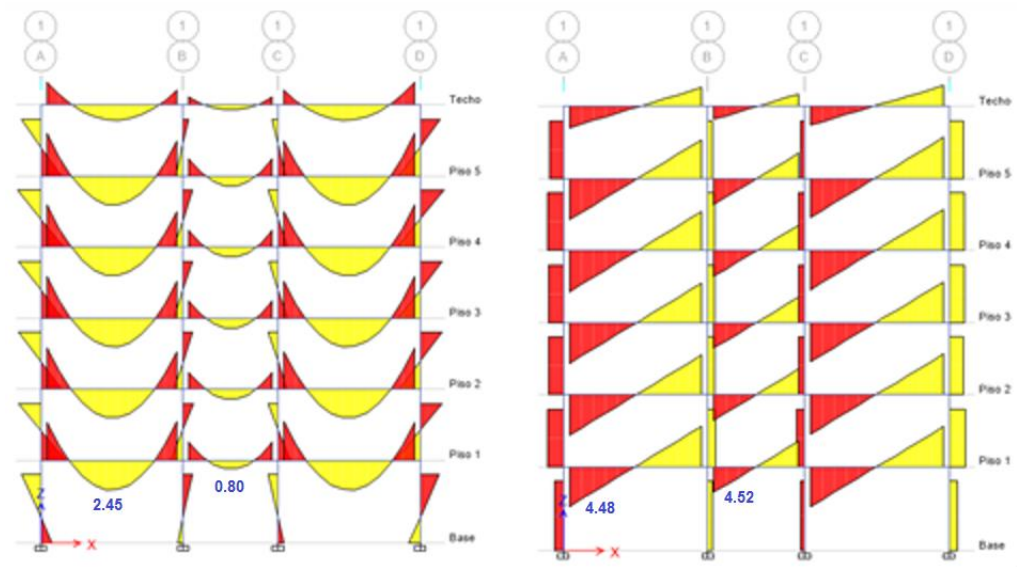 1 1 1 1
A B C D
Techo
Piso 5
Piso 4
Piso 3
Piso 2
Piso 1
2.45
0.80
Z
X
Base
1 1 1 1
A B C D
Techo
Piso 5
Piso 4
Piso 3
Piso 2
Piso 1
4.48
4.52
Z
X
Base